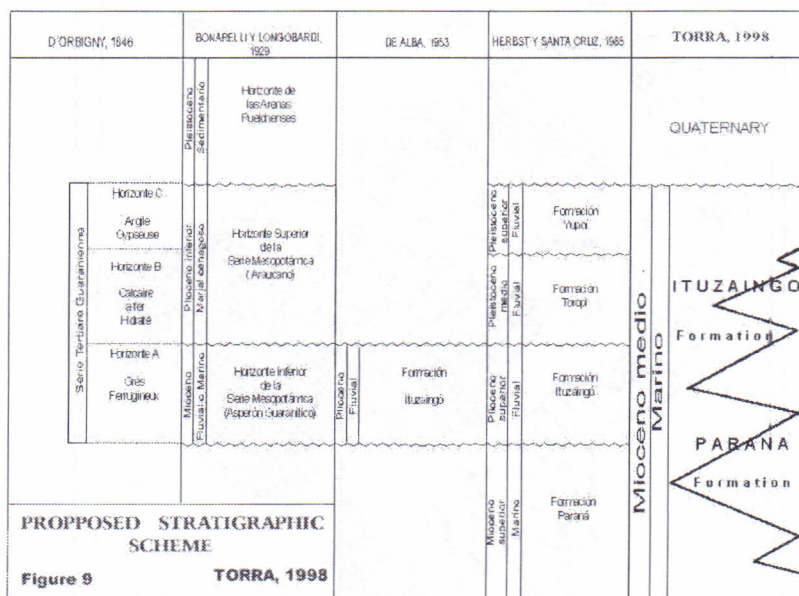 D'ORBIGNY, 1846
BONARELLI Y LONGOBARDI,
1929
DE ALBA, 1953
HERBST Y SANTA CRUZ, 1985
TORRA, 1998
Pleistoceno
Sedimentario
Horizonte de
las Arenas
Puelchenses
QUATERNARY
Serie Tertiaire Guaranienne
Horizonte C
Argile
Gypseuse
Horizonte B
Calcaire
a fer
Hidraté
Horizonte A
Grés
Ferrugineux
Plioceno inferior
Marjal cenagoso
Horizonte Superior
de la
Serie Mesopotámica
(Araucano)
Mioceno
Fluvial o Marino
Horizonte Inferior
de la
Serie Mesopotámica
(Asperón Guaranítico)
Plioceno
Fluvial
Formación
Ituzaingó
Pleistoceno
superior
Fluvial
Formación
Yupoí
Pleistoceno
medio
Fluvial
Formación
Toropí
Plioceno
superior
Fluvial
Formación
Ituzaingó
Mioceno
superior
Marino
Formación
Paraná
Mioceno medio
Marino
ITUZAINGO
Formation
PARANA
Formation
PROPPOSED STRATIGRAPHIC
SCHEME
Figure 9
TORRA, 1998